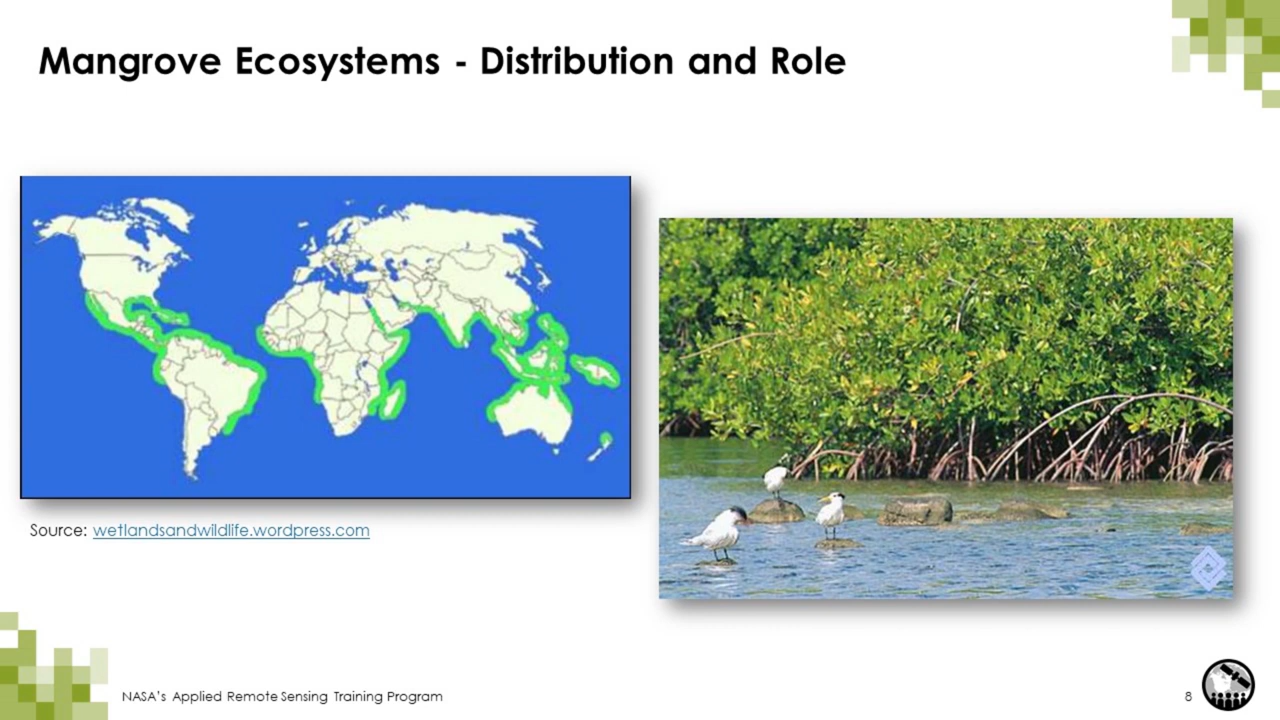 Mangrove Ecosystems - Distribution and Role
Source: wetlandsandwildlife.wordpress.com
NASA's Applied Remote Sensing Training Program
8